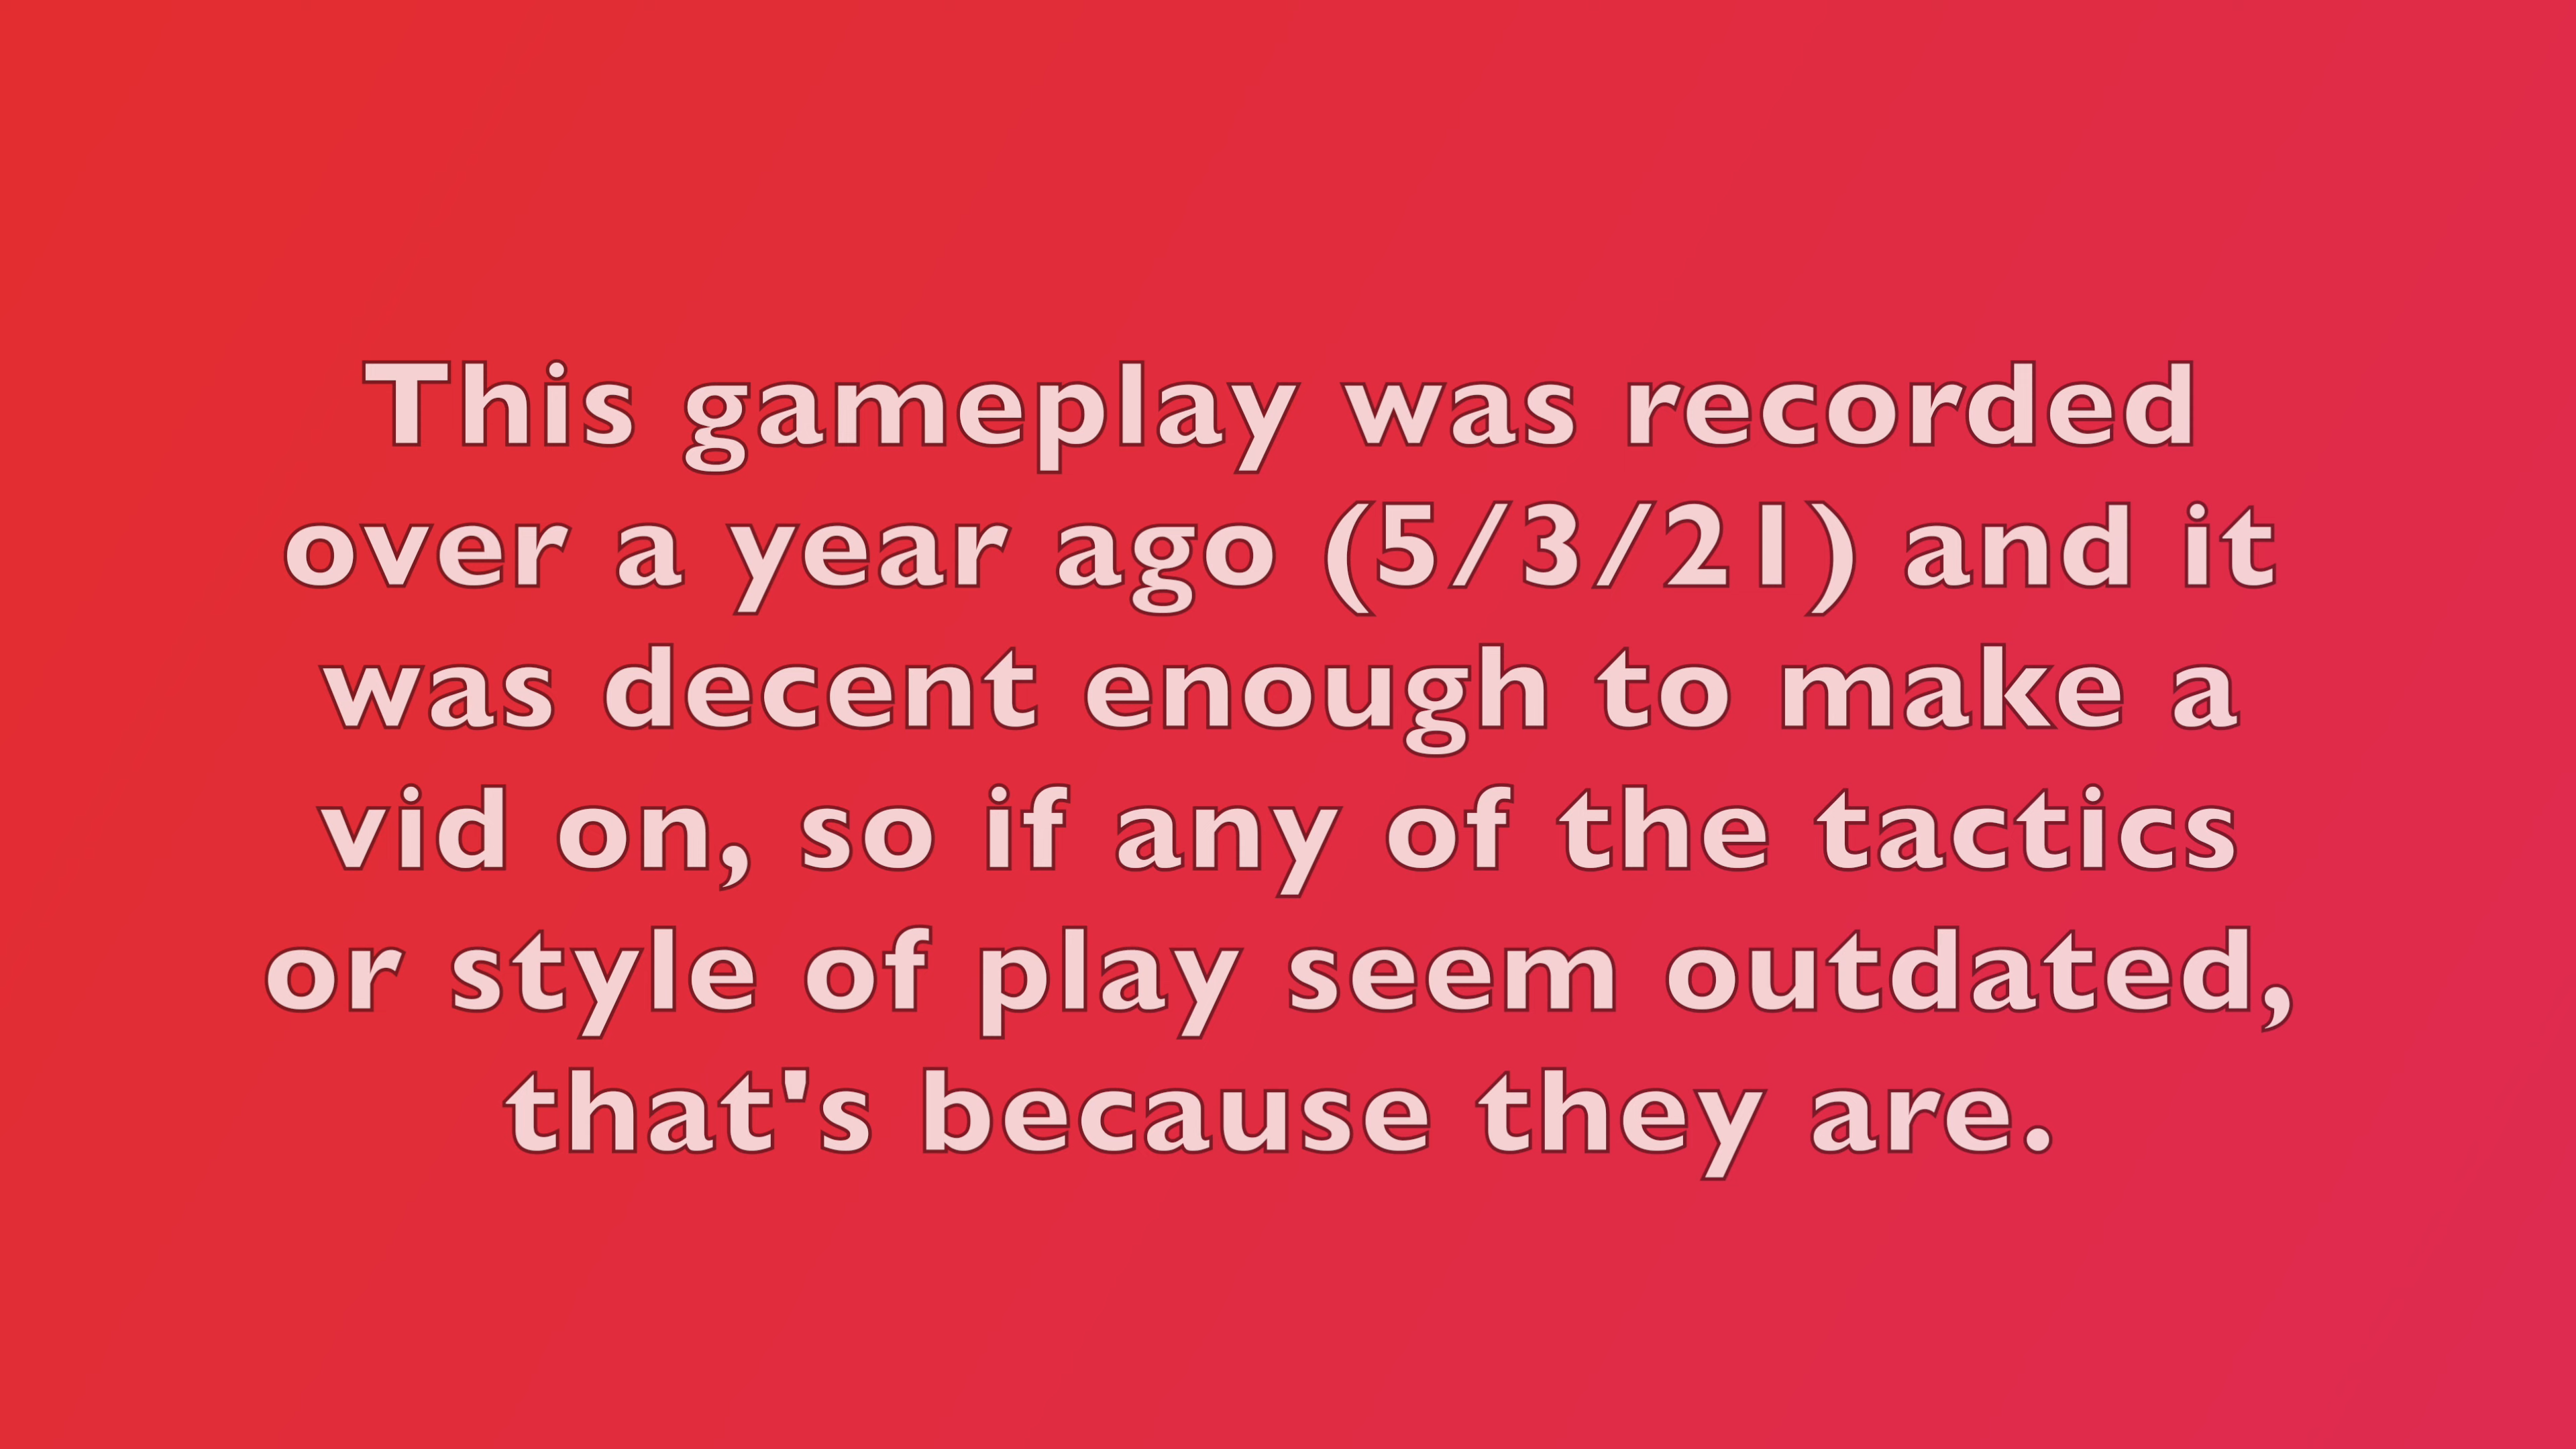 This gameplay was recorded
over a year ago (5/3/21) and it
was decent enough to make a
vid on, so if any of the tactics
or style of play seem outdated,
that's because they are.